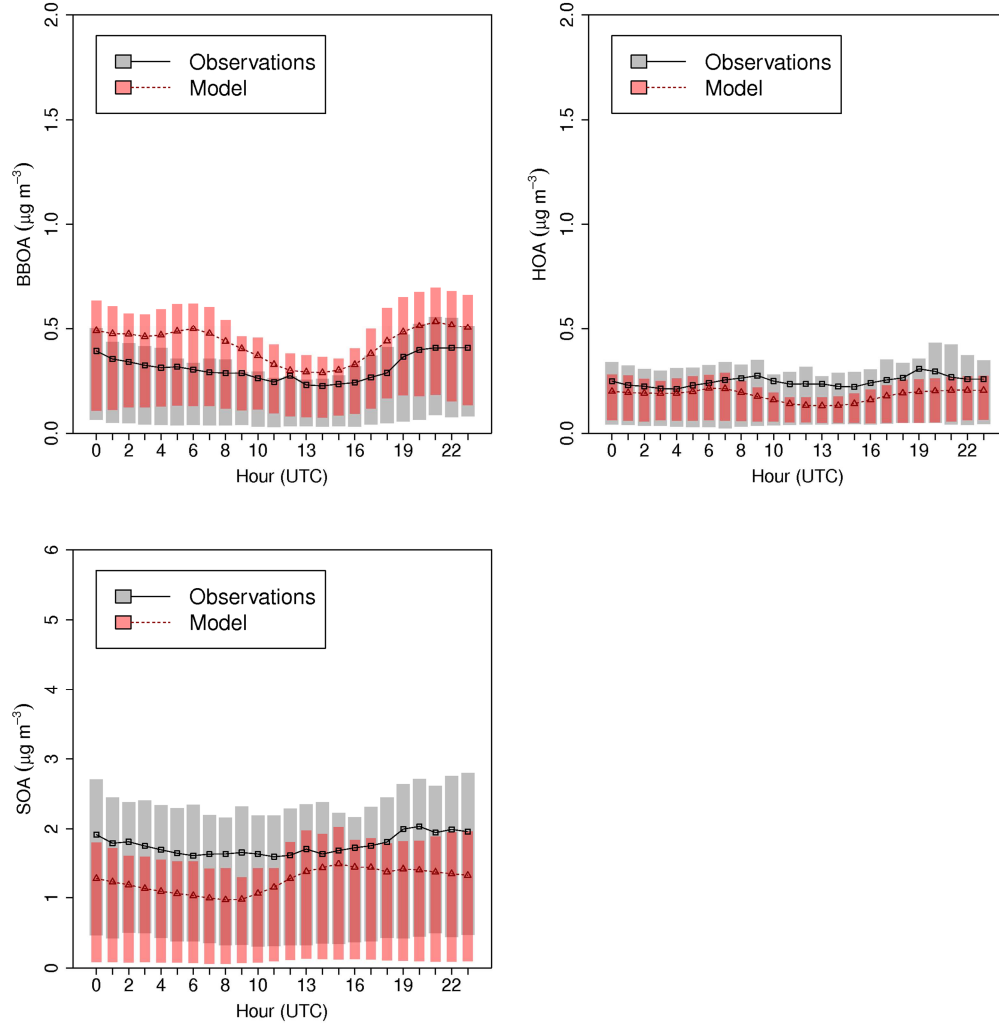 2.0
1.5
1.0
0.5
0.0
BBOA (µg m−3)
Observations
Model
0 2 4 6 8 10 13 16 19 22
Hour (UTC)
2.0
1.5
1.0
0.5
0.0
HOA (µg m−3)
Observations
Model
0 2 4 6 8 10 13 16 19 22
Hour (UTC)
6
5
4
3
2
1
0
SOA (µg m−3)
Observations
Model
0 2 4 6 8 10 13 16 19 22
Hour (UTC)